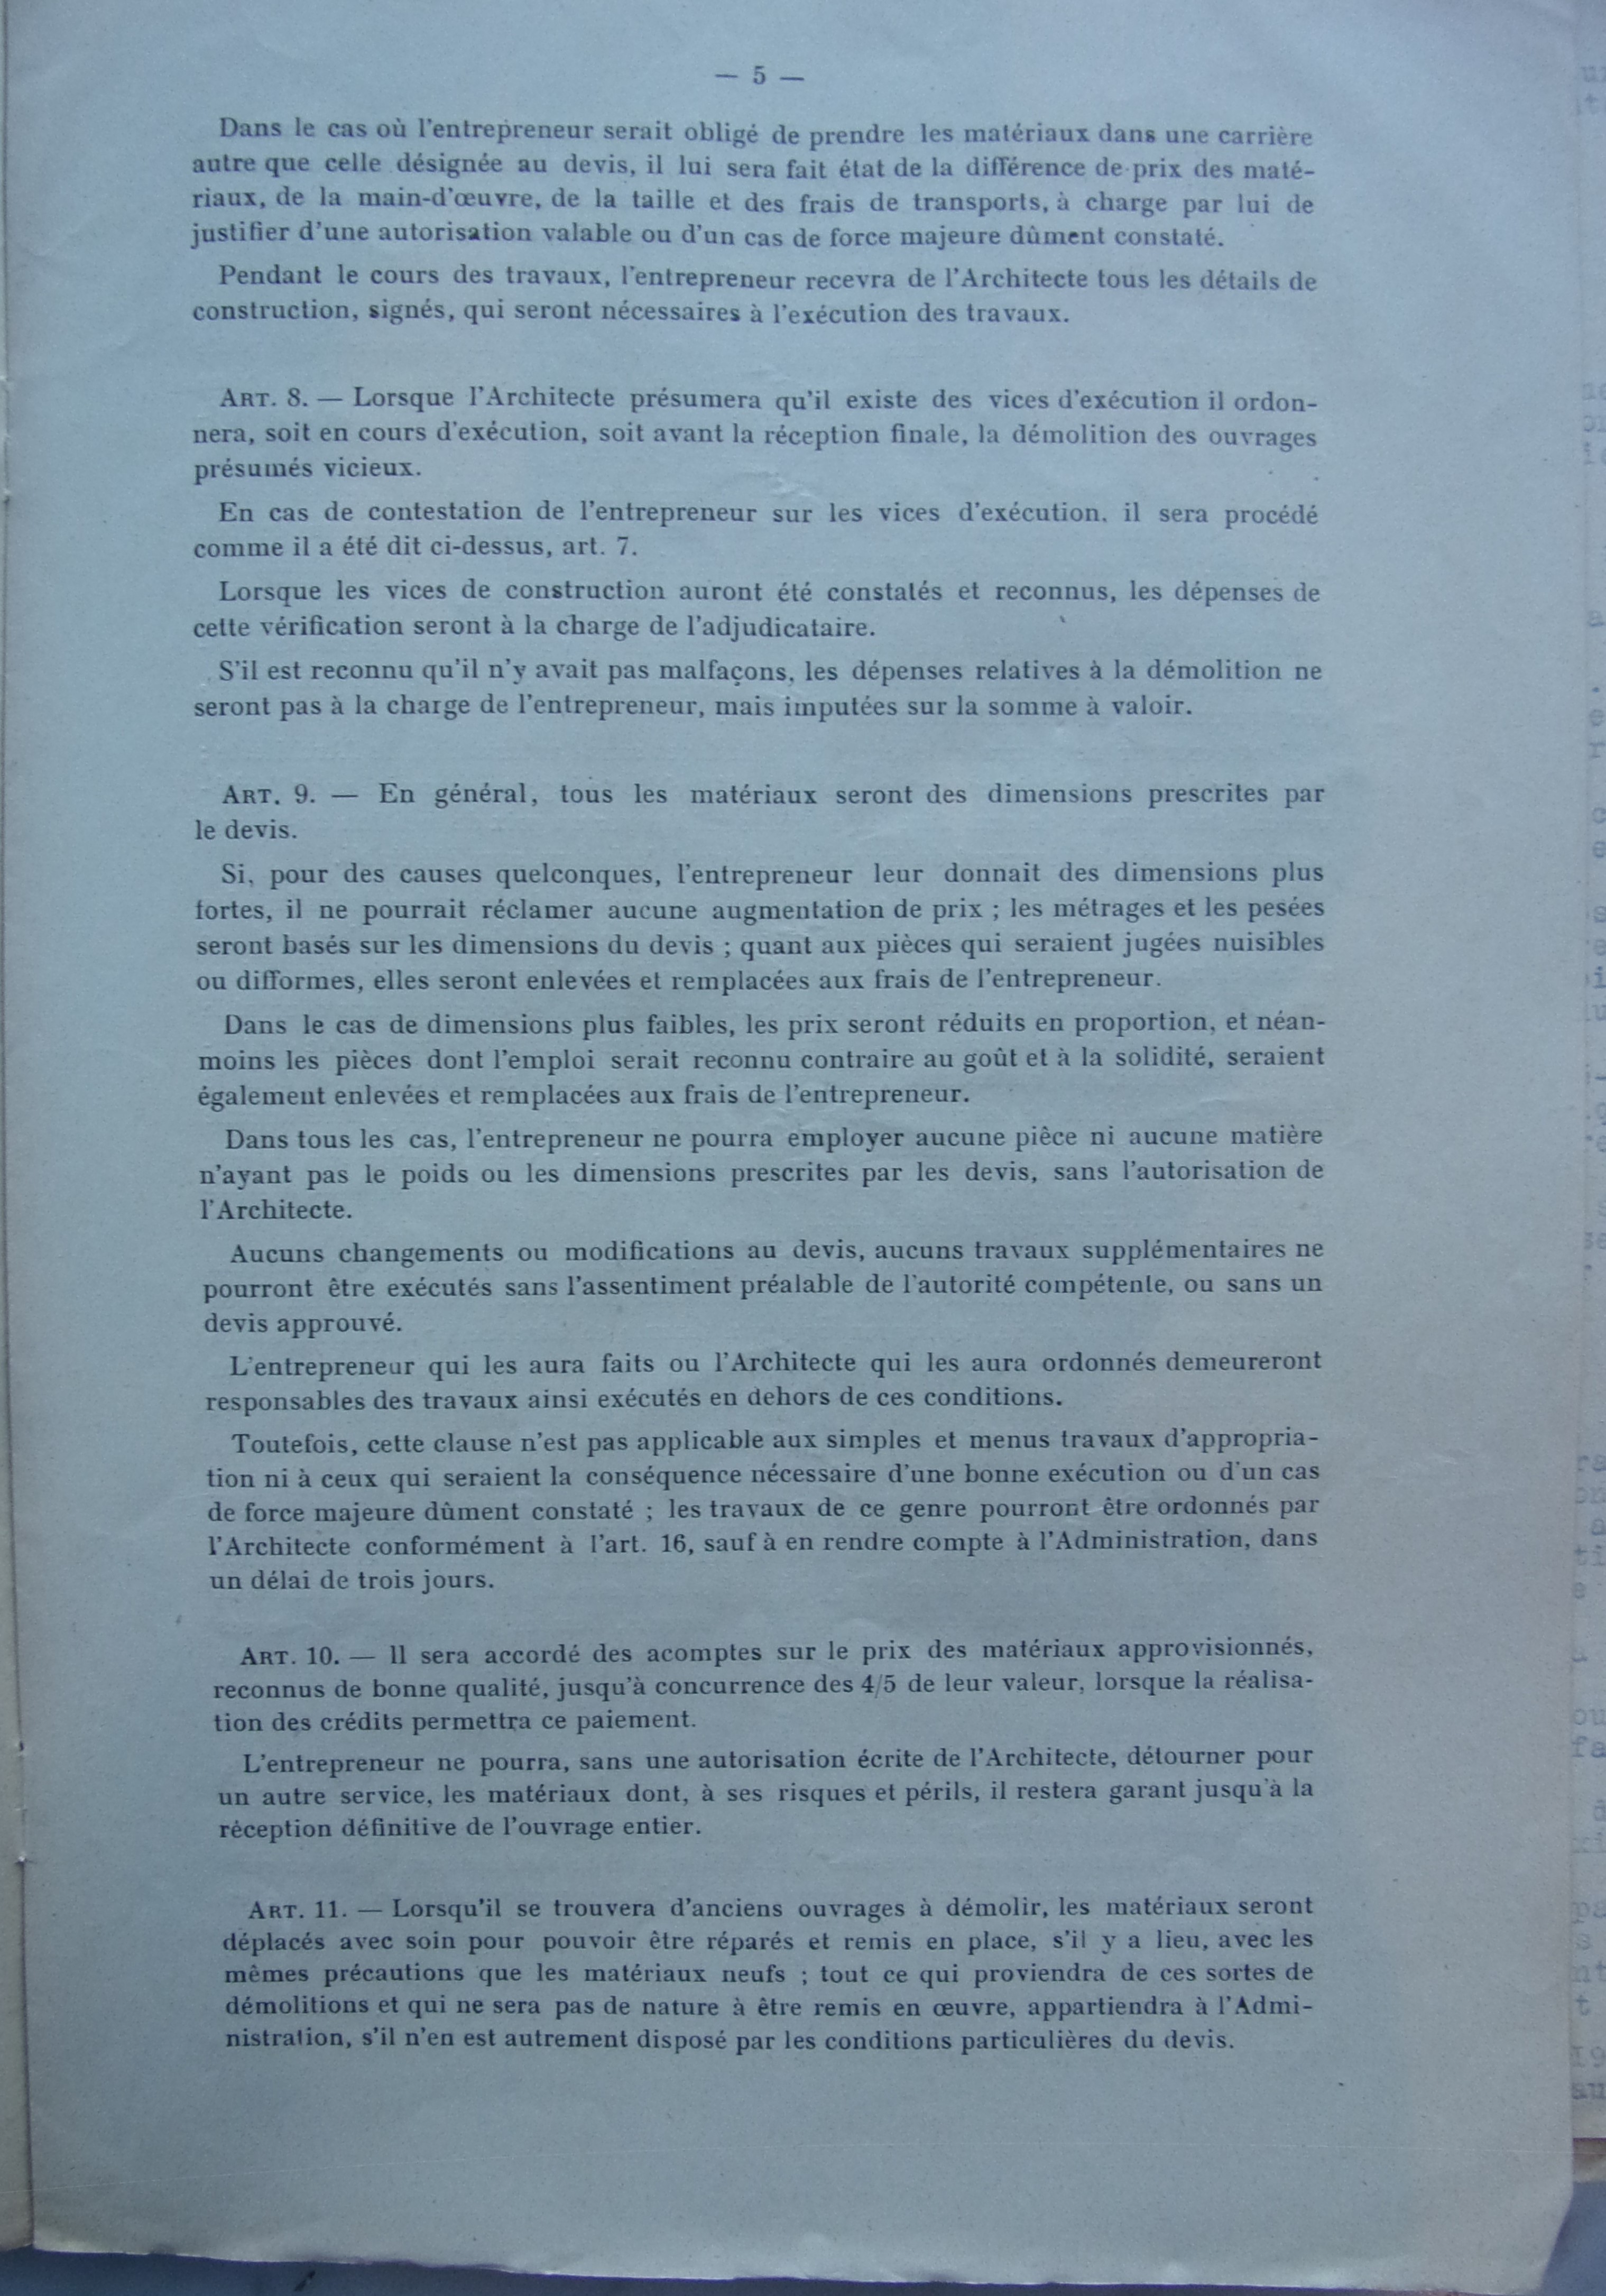 — 5 —
Dans le cas où l'entrepreneur serait obligé de prendre les matériaux dans une carrière
autre que celle désignée au devis, il lui sera fait état de la différence de prix des maté-
riaux, de la main-d'œuvre, de la taille et des frais de transports, à charge par lui de
justifier d'une autorisation valable ou d'un cas de force majeure dûment constaté.
Pendant le cours des travaux, l'entrepreneur recevra de l'Architecte tous les détails de
construction, signés, qui seront nécessaires à l'exécution des travaux.
ART. 8. — Lorsque l'Architecte présumera qu'il existe des vices d'exécution il ordon-
nera, soit en cours d'exécution, soit avant la réception finale, la démolition des ouvrages
présumés vicieux.
En cas de contestation de l'entrepreneur sur les vices d'exécution, il sera procédé
comme il a été dit ci-dessus, art. 7.
Lorsque les vices de construction auront été constatés et reconnus, les dépenses de
cette vérification seront à la charge de l'adjudicataire.
S'il est reconnu qu'il n'y avait pas malfaçons, les dépenses relatives à la démolition ne
seront pas à la charge de l'entrepreneur, mais imputées sur la somme à valoir.
ART. 9. — En général, tous les matériaux seront des dimensions prescrites par
le devis.
Si, pour des causes quelconques, l'entrepreneur leur donnait des dimensions plus
fortes, il ne pourrait réclamer aucune augmentation de prix ; les métrages et les pesées
seront basés sur les dimensions du devis ; quant aux pièces qui seraient jugées nuisibles
ou difformes, elles seront enlevées et remplacées aux frais de l'entrepreneur.
Dans le cas de dimensions plus faibles, les prix seront réduits en proportion, et néan-
moins les pièces dont l'emploi serait reconnu contraire au goût et à la solidité, seraient
également enlevées et remplacées aux frais de l'entrepreneur.
Dans tous les cas, l'entrepreneur ne pourra employer aucune pièce ni aucune matière
n'ayant pas le poids ou les dimensions prescrites par les devis, sans l'autorisation de
l'Architecte.
Aucuns changements ou modifications au devis, aucuns travaux supplémentaires ne
pourront être exécutés sans l'assentiment préalable de l'autorité compétente, ou sans un
devis approuvé.
L'entrepreneur qui les aura faits ou l'Architecte qui les aura ordonnés demeureront
responsables des travaux ainsi exécutés en dehors de ces conditions.
Toutefois, cette clause n'est pas applicable aux simples et menus travaux d'appropria-
tion ni à ceux qui seraient la conséquence nécessaire d'une bonne exécution ou d'un cas
de force majeure dûment constaté ; les travaux de ce genre pourront être ordonnés par
l'Architecte conformément à l'art. 16, sauf à en rendre compte à l'Administration, dans
un délai de trois jours.
ART. 10. — Il sera accordé des acomptes sur le prix des matériaux approvisionnés,
reconnus de bonne qualité, jusqu'à concurrence des 4/5 de leur valeur, lorsque la réalisa-
tion des crédits permettra ce paiement.
L'entrepreneur ne pourra, sans une autorisation écrite de l'Architecte, détourner pour
un autre service, les matériaux dont, à ses risques et périls, il restera garant jusqu'à la
réception définitive de l'ouvrage entier.
ART. 11. — Lorsqu'il se trouvera d'anciens ouvrages à démolir, les matériaux seront
déplacés avec soin pour pouvoir être réparés et remis en place, s'il y a lieu, avec les
mêmes précautions que les matériaux neufs ; tout ce qui proviendra de ces sortes de
démolitions et qui ne sera pas de nature à être remis en œuvre, appartiendra à l'Admi-
nistration, s'il n'en est autrement disposé par les conditions particulières du devis.